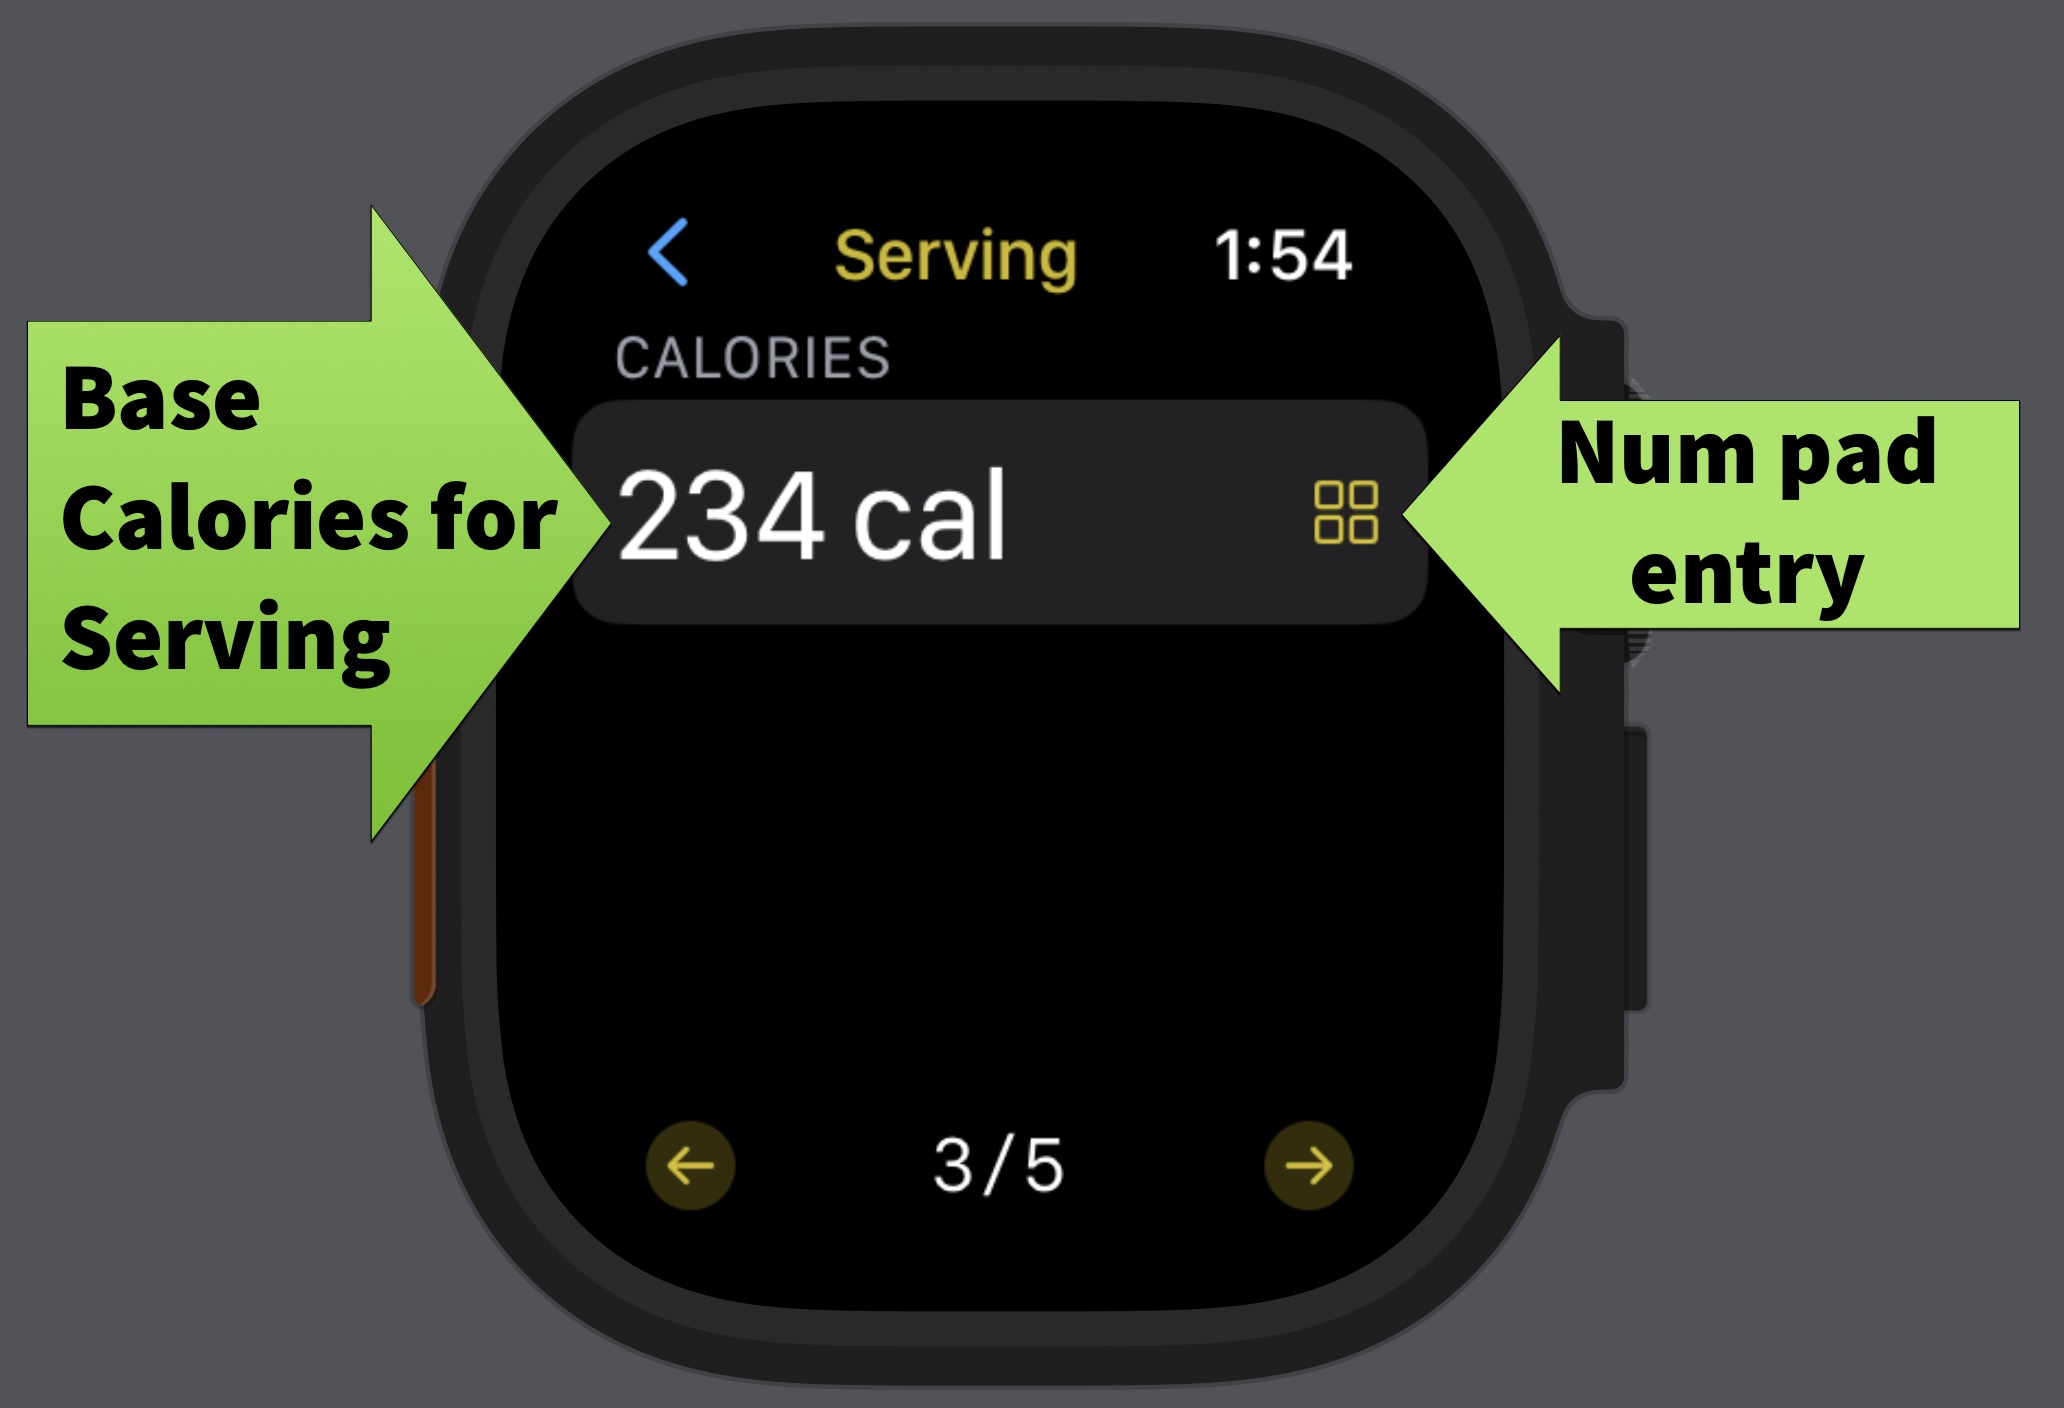 Serving 1:54
CALORIES
234 cal
3/5
Base
Calories for
Serving
Num pad
entry